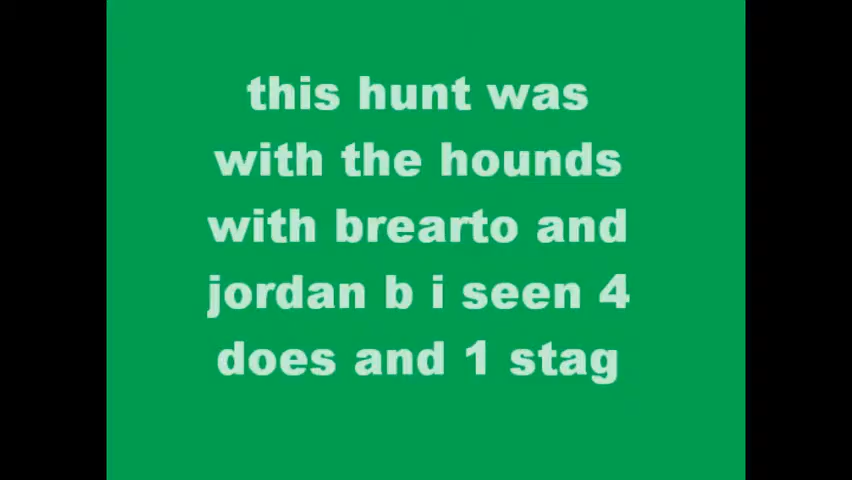 this hunt was
with the hounds
with brearto and
jordan b i seen 4
does and 1 stag